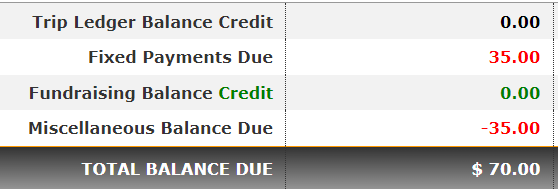 Trip Ledger Balance Credit 0.00
Fixed Payments Due 35.00
Fundraising Balance Credit 0.00
Miscellaneous Balance Due -35.00
TOTAL BALANCE DUE $ 70.00